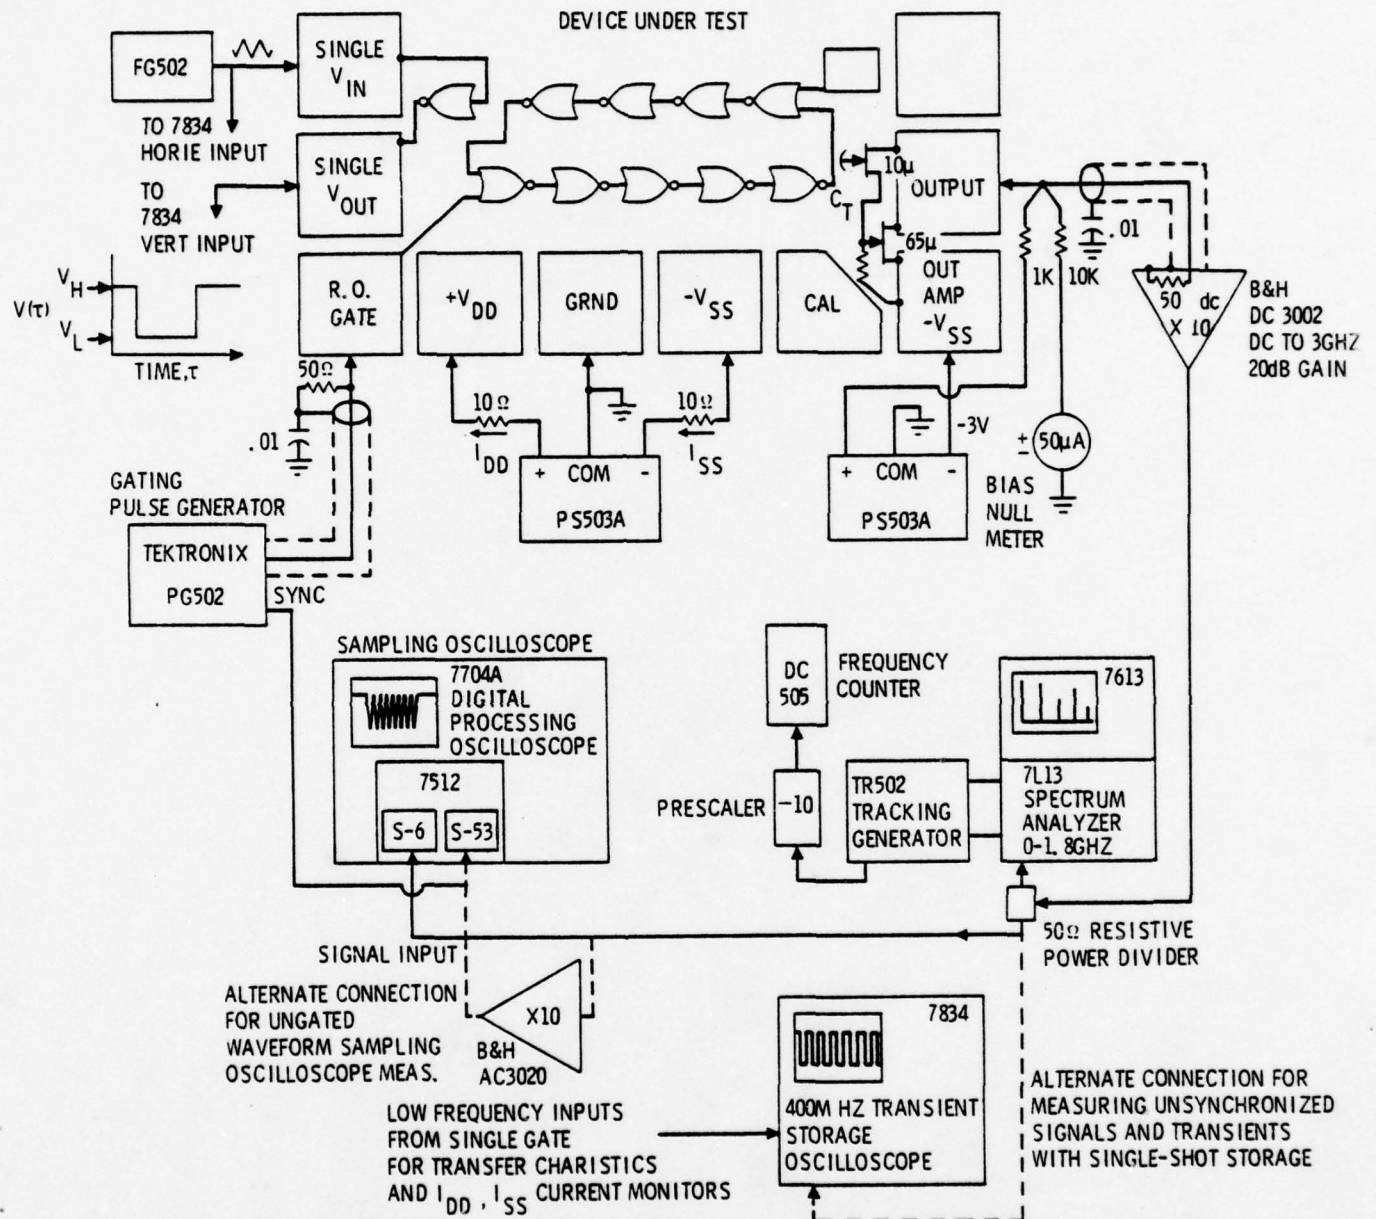 DEVICE UNDER TEST
FG502
SINGLE
V IN
TO 7834
HORIE INPUT
SINGLE
V OUT
TO
7834
VERT INPUT
10μ
C T
OUTPUT
65μ
OUT
AMP
-V SS
1K
10K
.01
50 dc
X 10
B&H
DC 3002
DC TO 3GHZ
20dB GAIN
V(τ)
V H
V L
TIME,τ
R.O.
GATE
+V DD
GRND
-V SS
CAL
50Ω
.01
10Ω
I DD
10Ω
I SS
+ COM -
PS503A
-3V
+ COM -
PS503A
+
-
50μA
BIAS
NULL
METER
GATING
PULSE GENERATOR
TEKTRONIX
PG502
SYNC
SAMPLING OSCILLOSCOPE
7704A
DIGITAL
PROCESSING
OSCILLOSCOPE
7512
S-6
S-53
DC
505
FREQUENCY
COUNTER
PRESCALER
-10
TR502
TRACKING
GENERATOR
7613
7L13
SPECTRUM
ANALYZER
0-1.8GHZ
50Ω RESISTIVE
POWER DIVIDER
SIGNAL INPUT
ALTERNATE CONNECTION
FOR UNGATED
WAVEFORM SAMPLING
OSCILLOSCOPE MEAS.
X10
B&H
AC3020
7834
400M HZ TRANSIENT
STORAGE
OSCILLOSCOPE
LOW FREQUENCY INPUTS
FROM SINGLE GATE
FOR TRANSFER CHARISTICS
AND I DD , I SS CURRENT MONITORS
ALTERNATE CONNECTION FOR
MEASURING UNSYNCHRONIZED
SIGNALS AND TRANSIENTS
WITH SINGLE-SHOT STORAGE